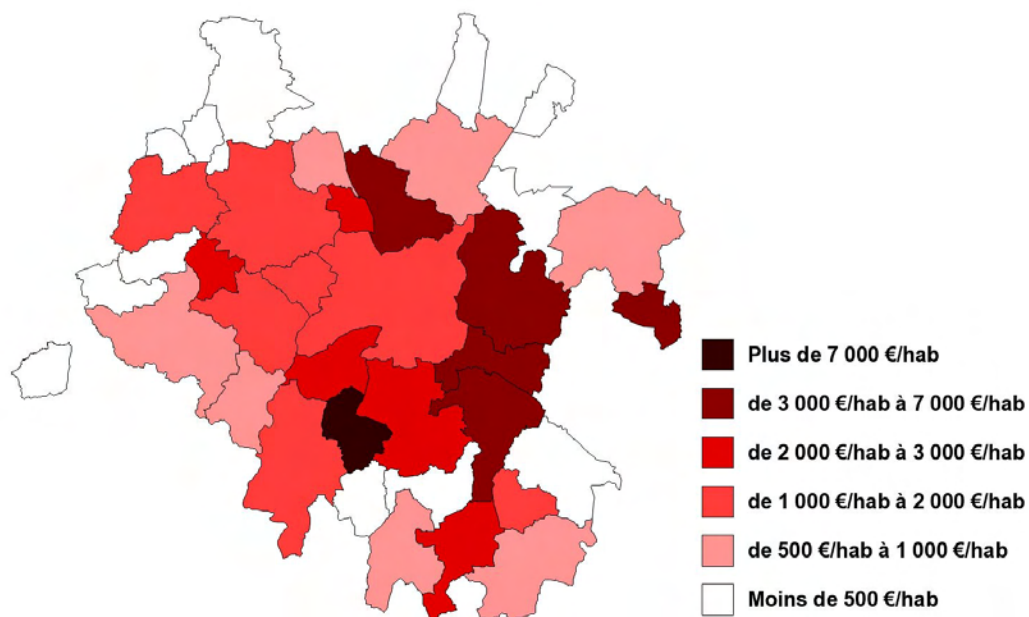 Plus de 7 000 €/hab
de 3 000 €/hab à 7 000 €/hab
de 2 000 €/hab à 3 000 €/hab
de 1 000 €/hab à 2 000 €/hab
de 500 €/hab à 1 000 €/hab
Moins de 500 €/hab